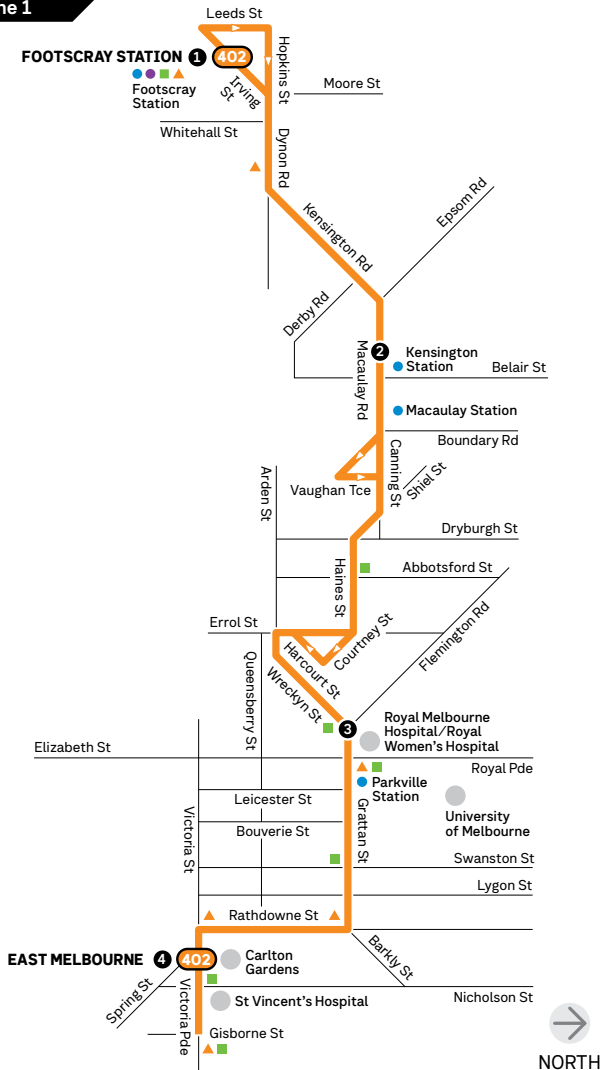 ne 1
Leeds St
FOOTSCRAY STATION 1 402
Footscray
Station
Irving
St
Hopkins St
Moore St
Whitehall St
Dynon Rd
Kensington Rd
Epsom Rd
Derby Rd
2
Kensington
Station
Macaulay Rd
Belair St
Macaulay Station
Boundary Rd
Canning St
Shiel St
Vaughan Tce
Arden St
Dryburgh St
Haines St
Abbotsford St
Errol St
Courtney St
Flemington Rd
Harcourt St
Wreckyn St
Queensberry St
3
Royal Melbourne
Hospital/Royal
Women's Hospital
Elizabeth St
Royal Pde
Parkville
Station
Leicester St
University
of Melbourne
Bouverie St
Victoria St
Grattan St
Swanston St
Lygon St
Rathdowne St
Barkly St
EAST MELBOURNE 4 402
Carlton
Gardens
Spring St
Victoria Pde
St Vincent's Hospital
Nicholson St
Gisborne St
NORTH